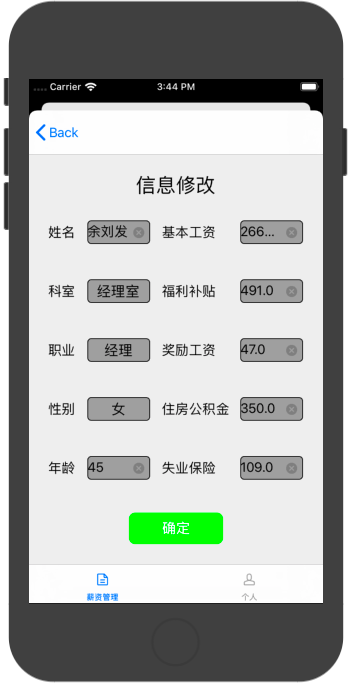 Carrier 3:44 PM
Back
信息修改
姓名 余刘发 基本工资 266...
科室 经理室 福利补贴 491.0
职业 经理 奖励工资 47.0
性别 女 住房公积金 350.0
年龄 45 失业保险 109.0
确定
薪资管理 个人